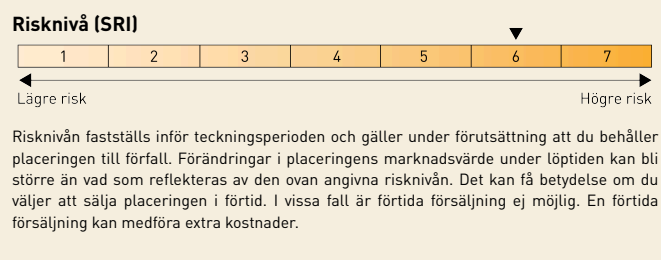 Risknivå (SRI)
1 2 3 4 5 6 7
Lägre risk Högre risk
Risknivån fastställs inför teckningsperioden och gäller under förutsättning att du behåller
placeringen till förfall. Förändringar i placeringens marknadsvärde under löptiden kan bli
större än vad som reflekteras av den ovan angivna risknivån. Det kan få betydelse om du
väljer att sälja placeringen i förtid. I vissa fall är förtida försäljning ej möjlig. En förtida
försäljning kan medföra extra kostnader.